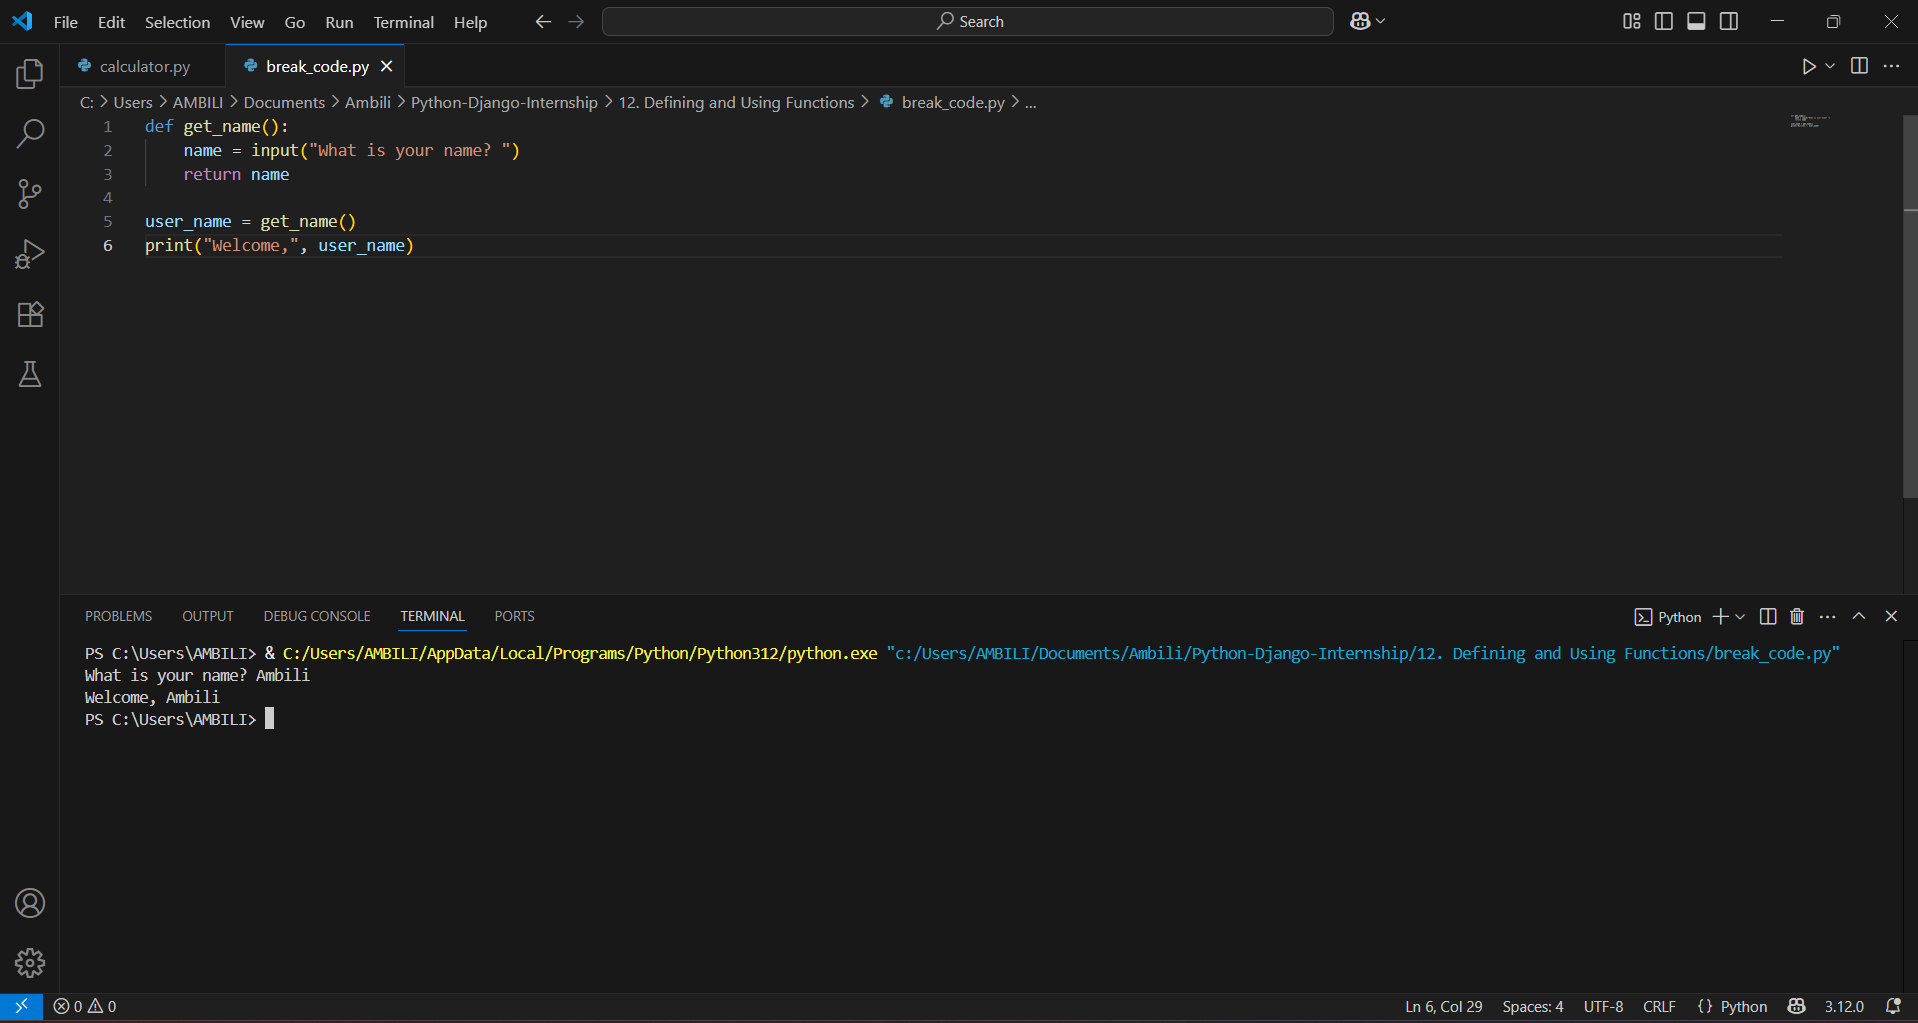 File Edit Selection View Go Run Terminal Help Search
calculator.py break_code.py
C: > Users > AMBILI > Documents > Ambili > Python-Django-Internship > 12. Defining and Using Functions > break_code.py > ...
1 def get_name():
2     name = input("What is your name? ")
3     return name
4
5 user_name = get_name()
6 print("Welcome,", user_name)
PROBLEMS OUTPUT DEBUG CONSOLE TERMINAL PORTS Python
PS C:\Users\AMBILI> & C:/Users/AMBILI/AppData/Local/Programs/Python/Python312/python.exe "c:/Users/AMBILI/Documents/Ambili/Python-Django-Internship/12. Defining and Using Functions/break_code.py"
What is your name? Ambili
Welcome, Ambili
PS C:\Users\AMBILI>
0 0 Ln 6, Col 29 Spaces: 4 UTF-8 CRLF {} Python 3.12.0